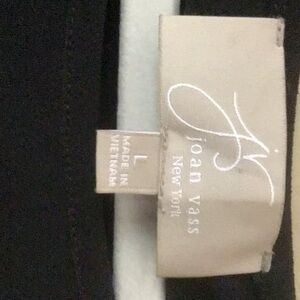 joan vass
New York
L
MADE IN
VIETNAM